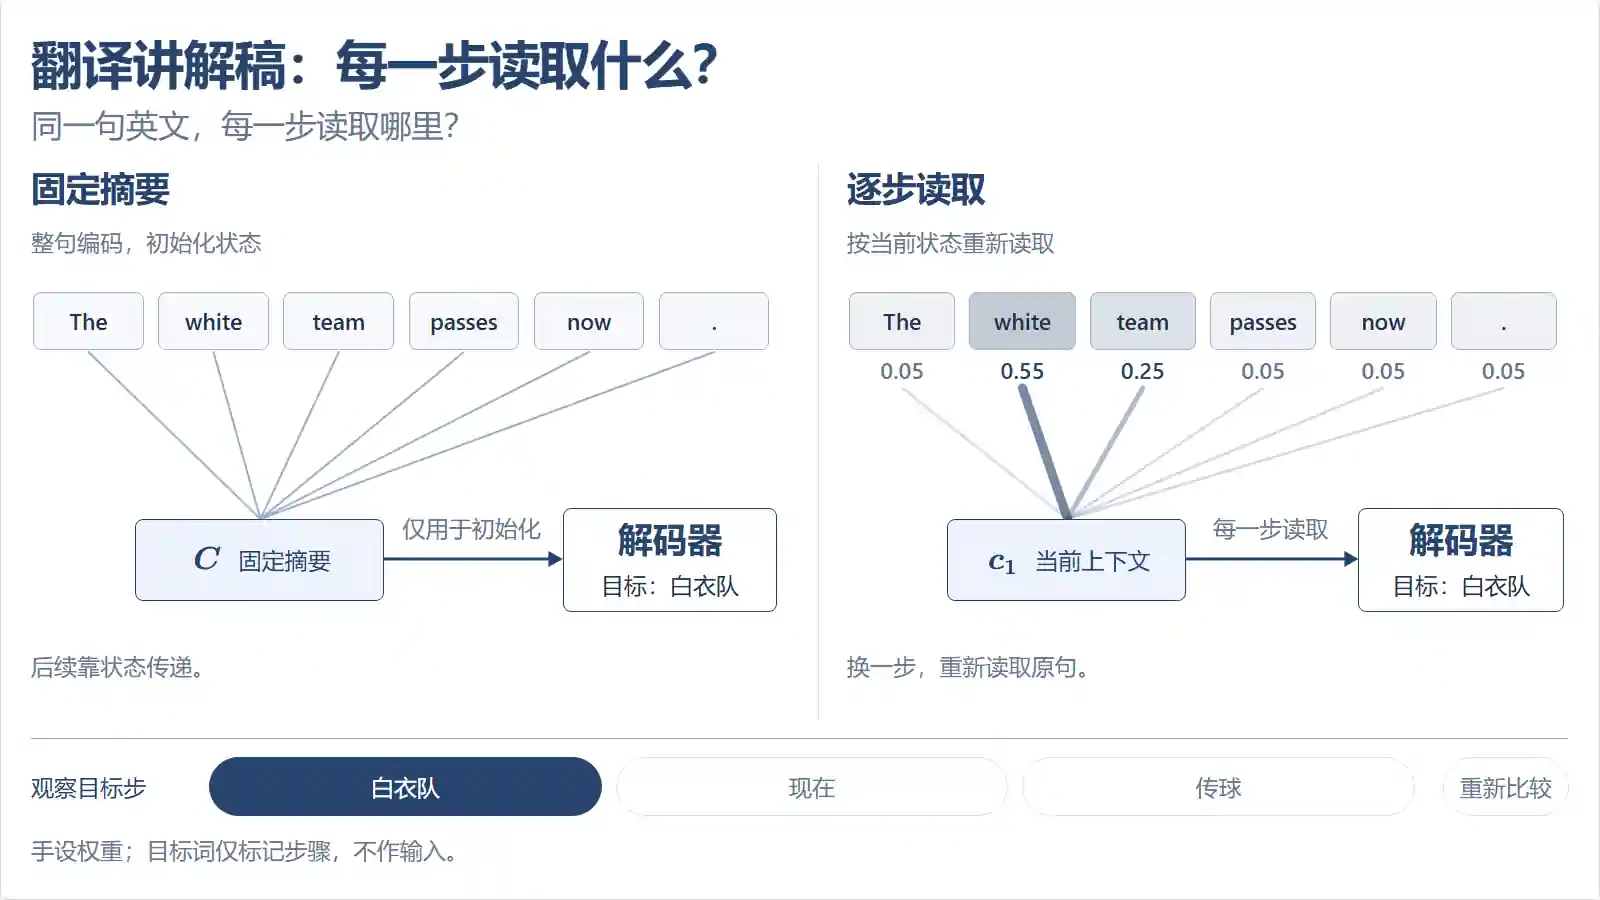 翻译讲解稿：每一步读取什么？
同一句英文，每一步读取哪里？
固定摘要
整句编码，初始化状态
The white team passes now .
C 固定摘要
仅用于初始化
解码器
目标：白衣队
后续靠状态传递。
逐步读取
按当前状态重新读取
The white team passes now .
0.05 0.55 0.25 0.05 0.05 0.05
c₁ 当前上下文
每一步读取
解码器
目标：白衣队
换一步，重新读取原句。
观察目标步 白衣队 现在 传球 重新比较
手设权重；目标词仅标记步骤，不作输入。